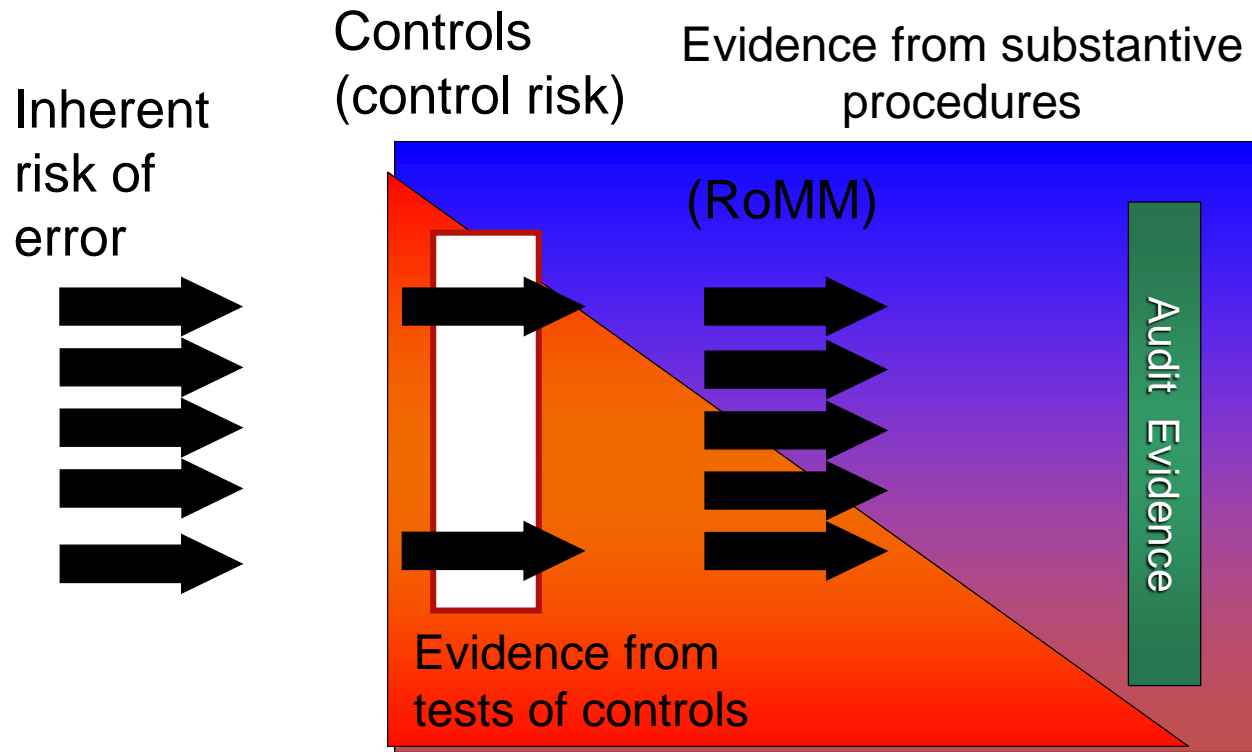 Inherent
risk of
error
Controls
(control risk)
Evidence from substantive
procedures
(RoMM)
Evidence from
tests of controls
Audit Evidence